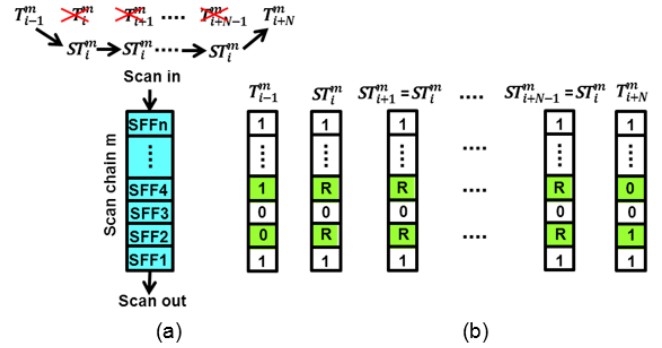 T^m_{i-1} T^m_i T^m_{i+1} .... T^m_{i+N-1} T^m_{i+N}
ST^m_i ST^m_i ..... ST^m_i
Scan in
Scan chain m
SFFn
SFF4
SFF3
SFF2
SFF1
Scan out
(a)
T^m_{i-1} ST^m_i ST^m_{i+1} = ST^m_i .... ST^m_{i+N-1} = ST^m_i T^m_{i+N}
1 1 1 1 1
....
1 R R .... R 0
0 0 0 0 0
0 R R .... R 1
1 1 1 1 1
(b)